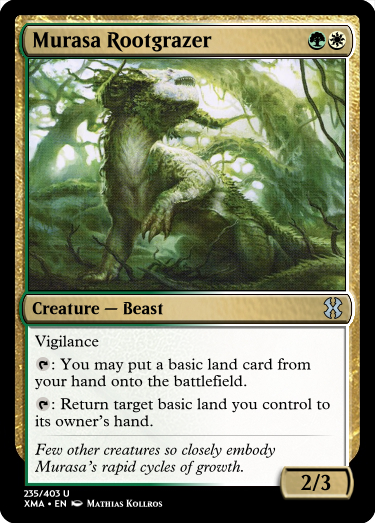 Murasa Rootgrazer
Creature — Beast
Vigilance
: You may put a basic land card from
your hand onto the battlefield.
: Return target basic land you control to
its owner's hand.
Few other creatures so closely embody
Murasa's rapid cycles of growth.
2/3
235/403 U
XMA • EN Mathias Kollros